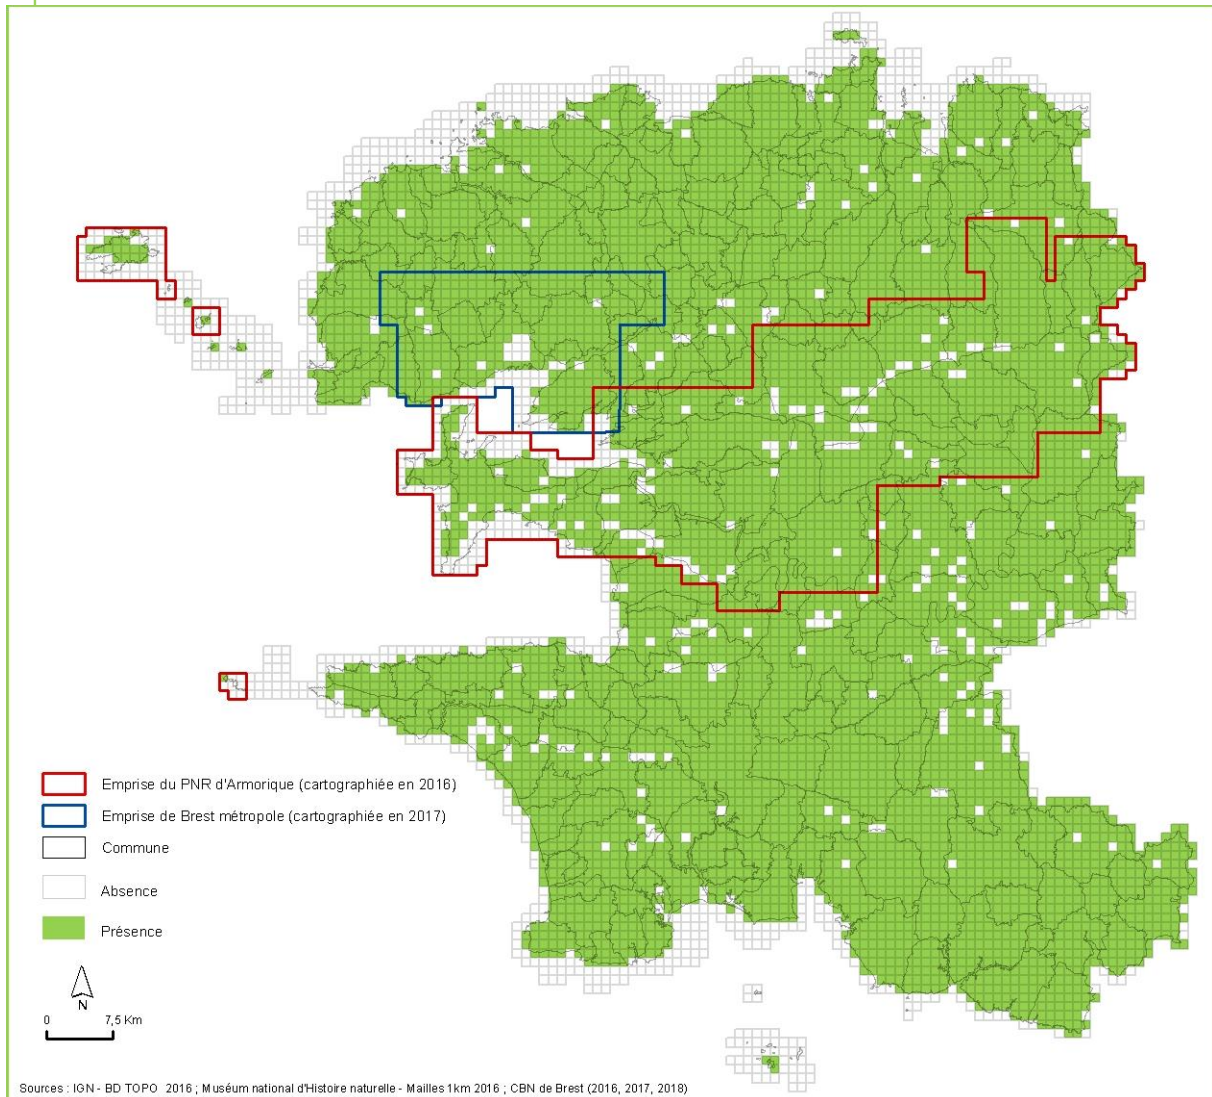 Emprise du PNR d'Armorique (cartographiée en 2016)
Emprise de Brest métropole (cartographiée en 2017)
Commune
Absence
Présence
N
0 7,5 Km
Sources : IGN - BD TOPO 2016 ; Muséum national d'Histoire naturelle - Mailles 1km 2016 ; CBN de Brest (2016, 2017, 2018)